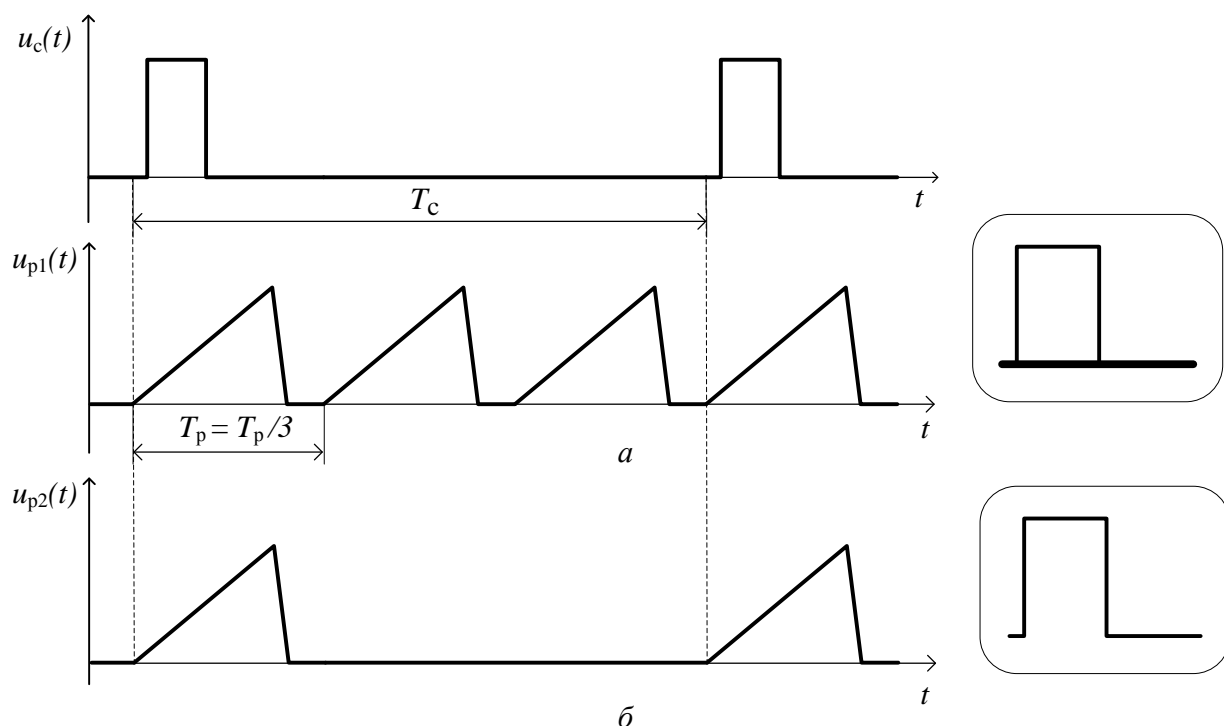 u_c(t)
t
T_c
u_p1(t)
t
T_p = T_p/3
а
u_p2(t)
t
б